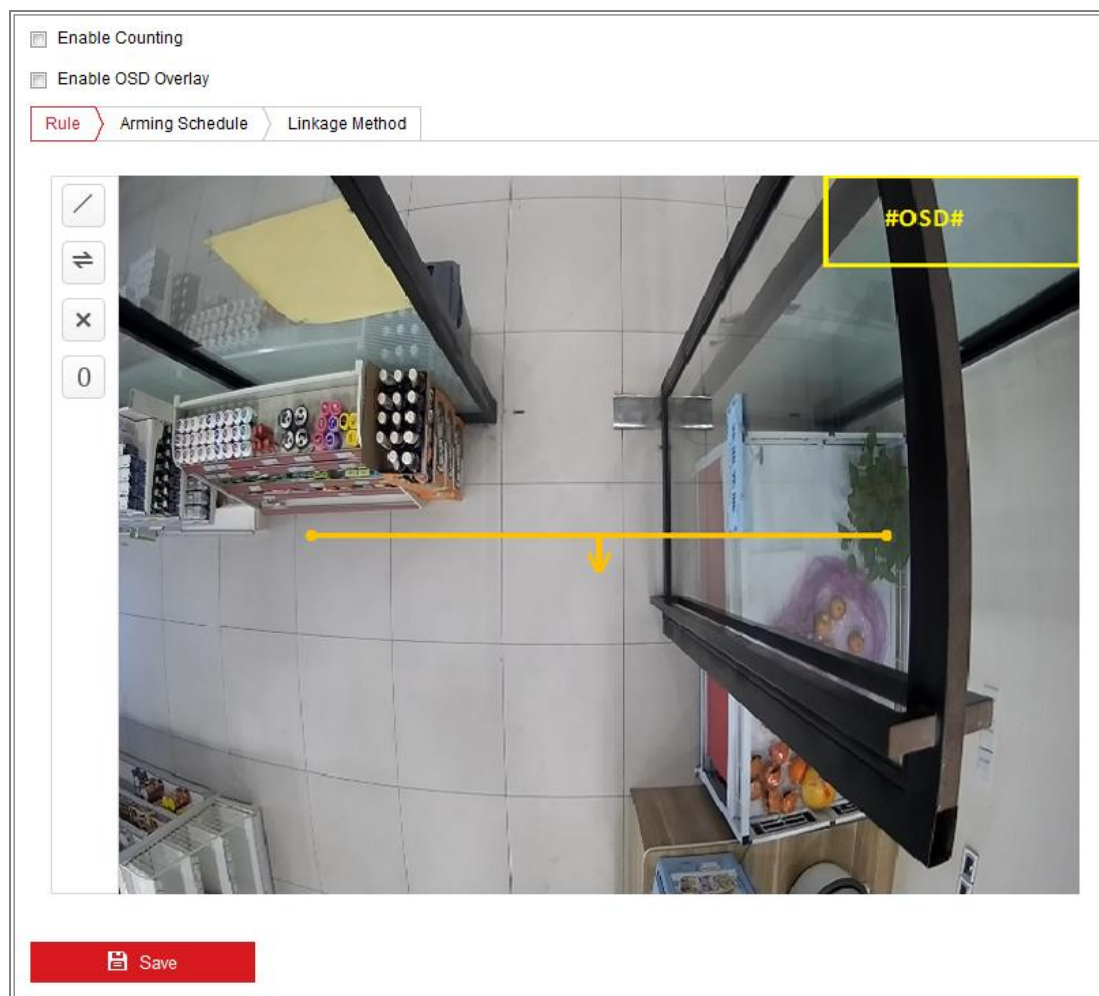 Enable Counting
Enable OSD Overlay
Rule Arming Schedule Linkage Method
#OSD#
0
Save